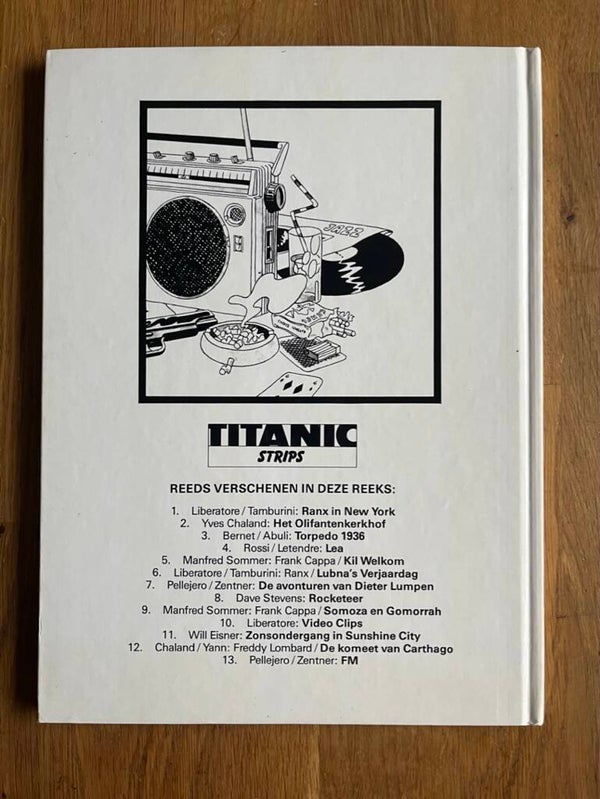 JAZZ
TITANIC
STRIPS
REEDS VERSCHENEN IN DEZE REEKS:
1. Liberatore / Tamburini: Ranx in New York
2. Yves Chaland: Het Olifantenkerkhof
3. Bernet / Abuli: Torpedo 1936
4. Rossi / Letendre: Lea
5. Manfred Sommer: Frank Cappa / Kil Welkom
6. Liberatore / Tamburini: Ranx / Lubna's Verjaardag
7. Pellejero / Zentner: De avonturen van Dieter Lumpen
8. Dave Stevens: Rocketeer
9. Manfred Sommer: Frank Cappa / Somoza en Gomorrah
10. Liberatore: Video Clips
11. Will Eisner: Zonsondergang in Sunshine City
12. Chaland / Yann: Freddy Lombard / De komeet van Carthago
13. Pellejero / Zentner: FM